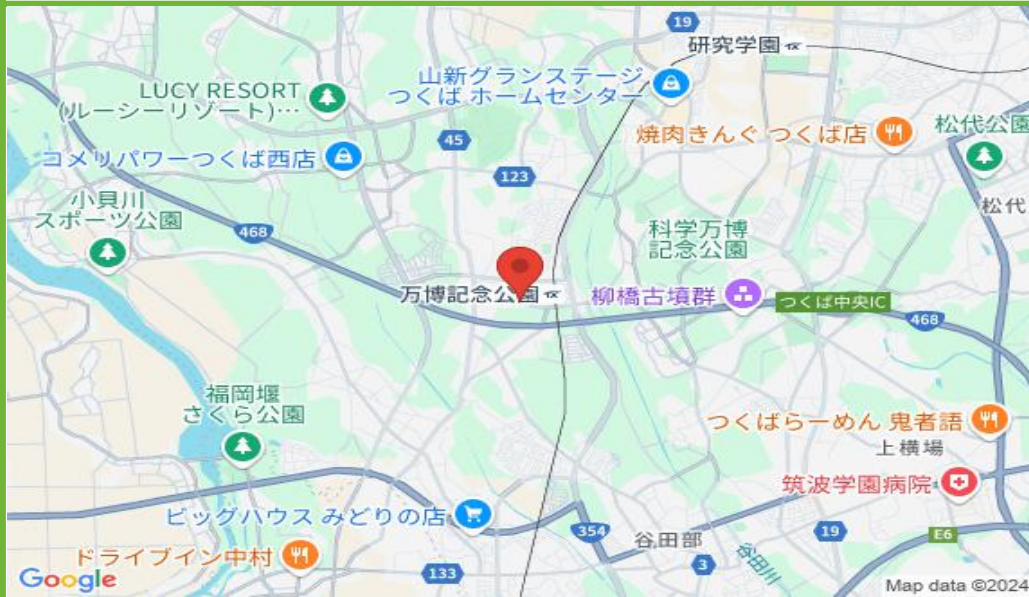 19
研究学園
LUCY RESORT
(ルーシーリゾート)…
山新グランステージ
つくば ホームセンター
45
焼肉きんぐ つくば店
松代公園
コメリパワーつくば西店
123
小貝川
スポーツ公園
松代
468
科学万博
記念公園
万博記念公園
柳橋古墳群
つくば中央IC
468
福岡堰
さくら公園
つくばらーめん 鬼者語
上横場
筑波学園病院
ビッグハウス みどりの店
354
谷田部
19
E6
ドライブイン中村
133
3
谷田川
Google
Map data ©2024